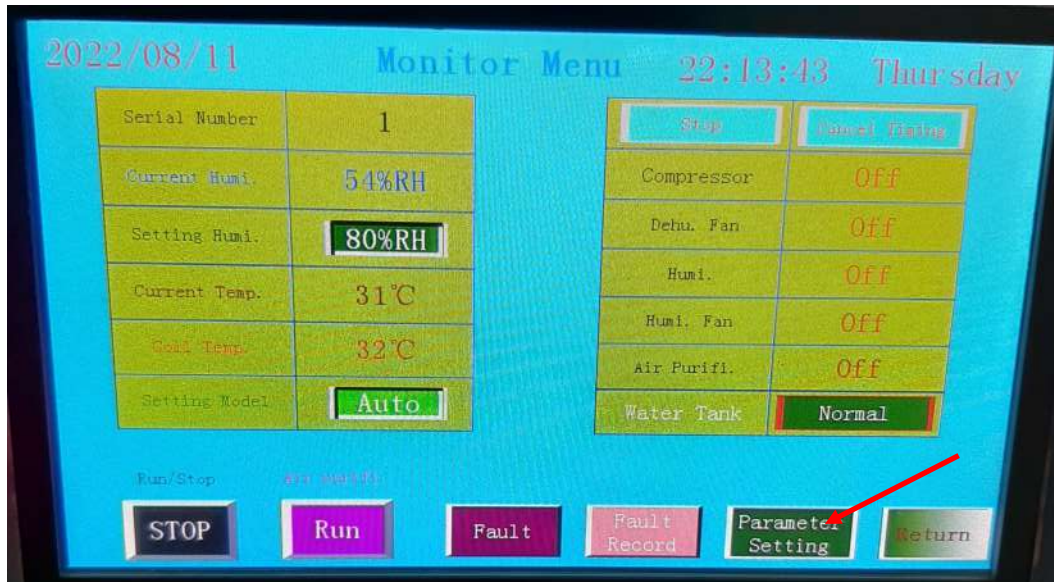 2022/08/11 Monitor Menu 22:13:43 Thursday
Serial Number 1
Current Humi. 54%RH
Setting Humi. 80%RH
Current Temp. 31℃
Coil Temp. 32℃
Setting Model Auto
Stop Cancel Timing
Compressor Off
Dehu. Fan Off
Humi. Off
Humi. Fan Off
Air Purifi. Off
Water Tank Normal
Run/Stop Air purifi.
STOP Run Fault Fault Record Parameter Setting Return